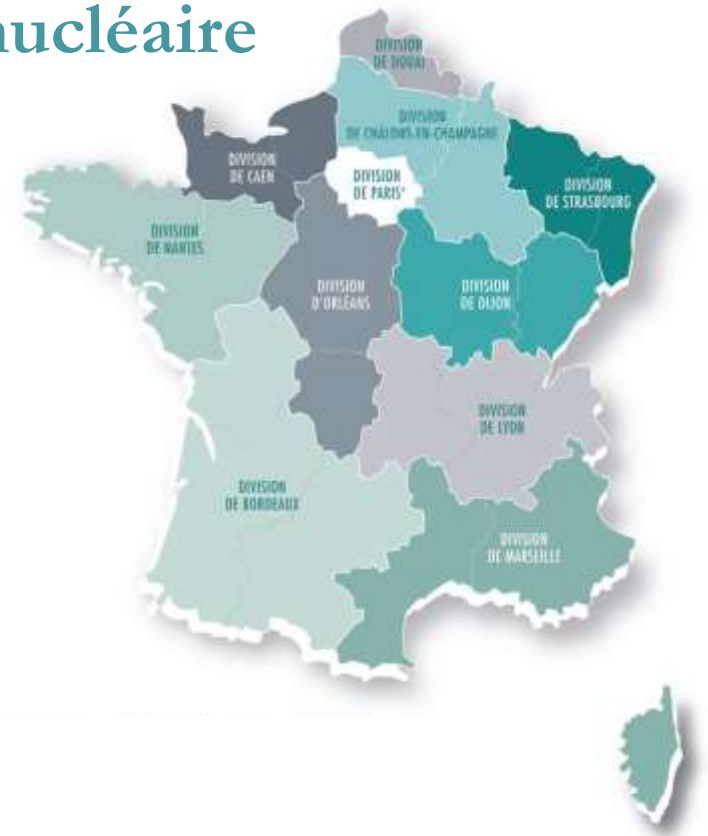 nucléaire
DIVISION
DE DOUAI
DIVISION
DE CHÂLONS-EN-CHAMPAGNE
DIVISION
DE CAEN
DIVISION
DE PARIS*
DIVISION
DE STRASBOURG
DIVISION
DE NANTES
DIVISION
D'ORLÉANS
DIVISION
DE DIJON
DIVISION
DE LYON
DIVISION
DE BORDEAUX
DIVISION
DE MARSEILLE